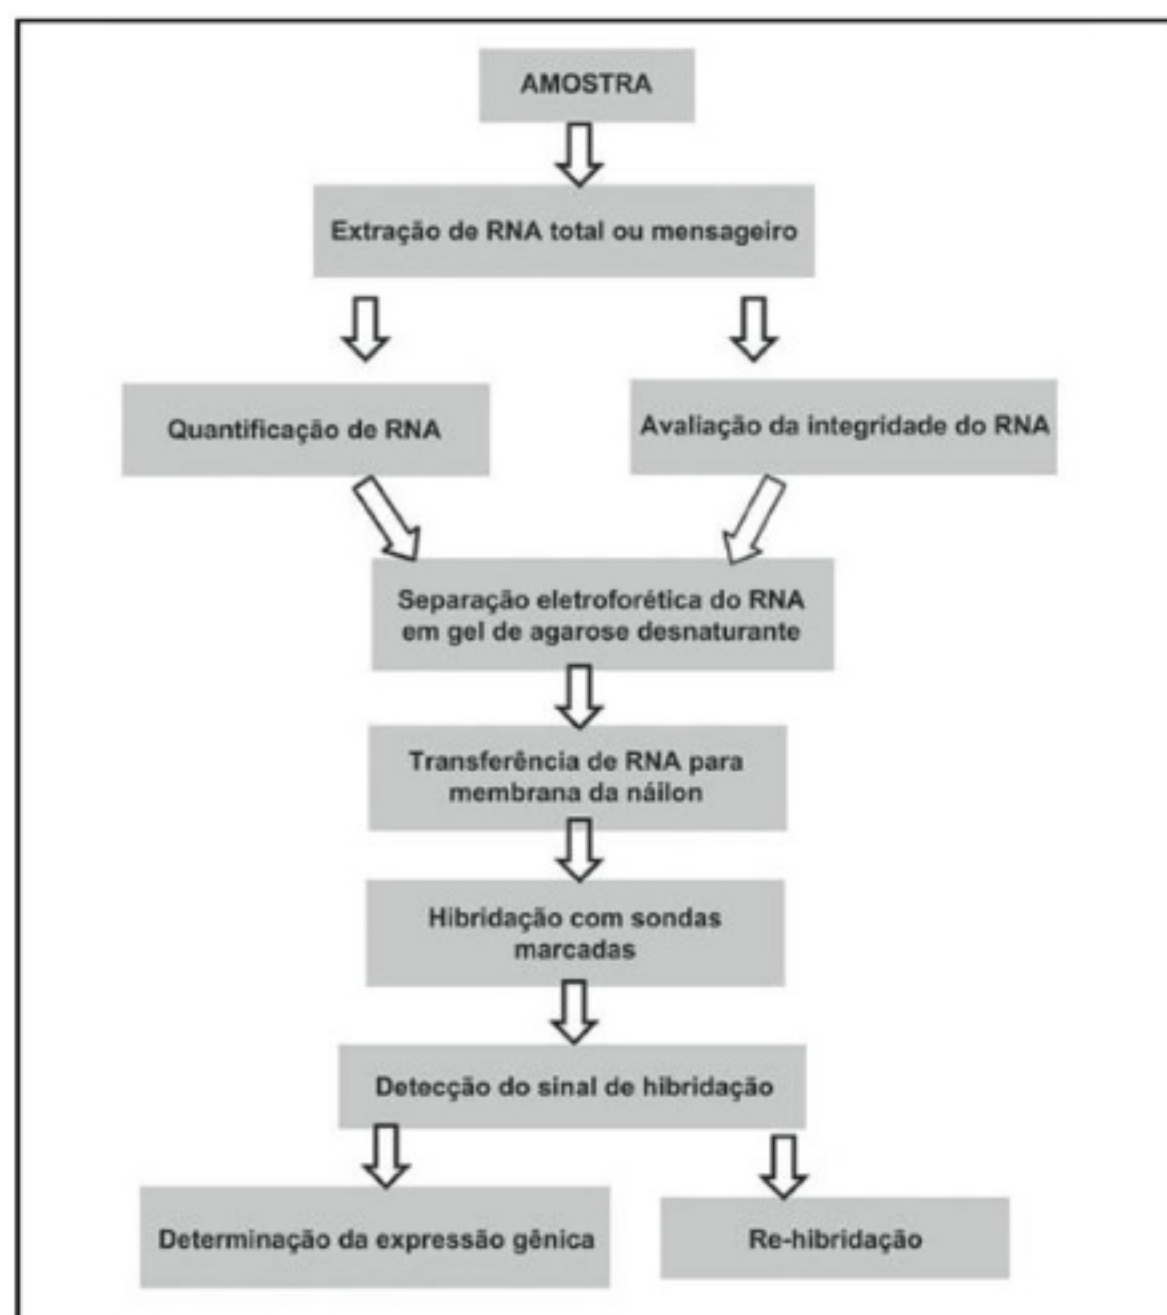 AMOSTRA
Extração de RNA total ou mensageiro
Quantificação de RNA
Avaliação da integridade do RNA
Separação eletroforética do RNA
em gel de agarose desnaturante
Transferência de RNA para
membrana da náilon
Hibridação com sondas
marcadas
Detecção do sinal de hibridação
Determinação da expressão gênica
Re-hibridação